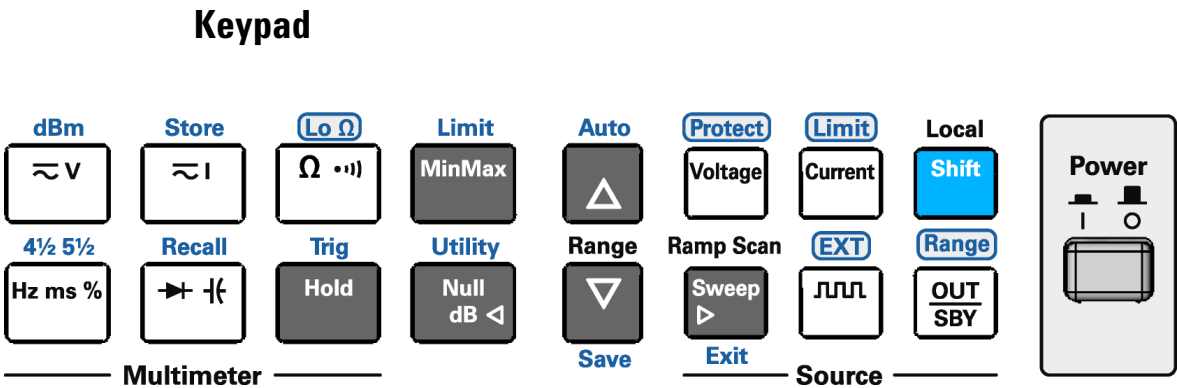 Keypad
dBm Store Lo Ω Limit Auto Protect Limit Local
V I Ω MinMax Voltage Current Shift Power
I O
4½ 5½ Recall Trig Utility Range Ramp Scan EXT Range
Hz ms % Hold Null Sweep OUT
dB SBY
Save Exit
Multimeter Source